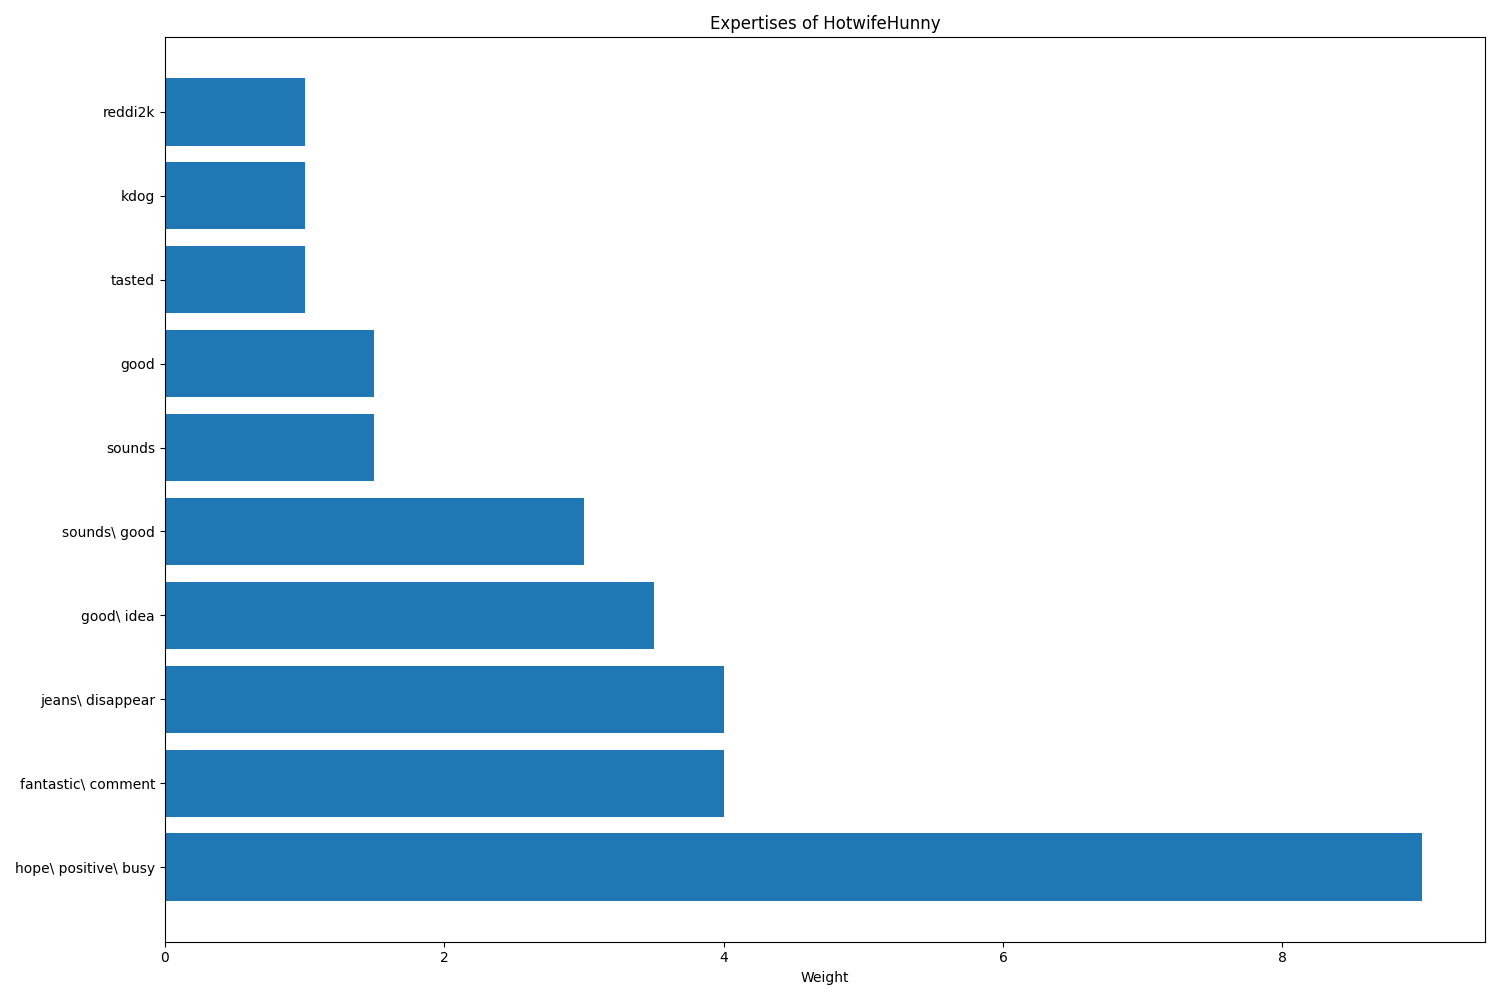 Expertises of HotwifeHunny
reddi2k
kdog
tasted
good
sounds
sounds\ good
good\ idea
jeans\ disappear
fantastic\ comment
hope\ positive\ busy
0 2 4 6 8
Weight